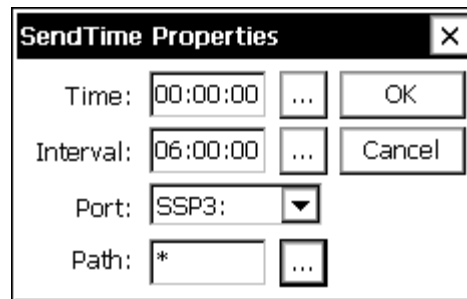 SendTime Properties ×
Time: 00:00:00 ... OK
Interval: 06:00:00 ... Cancel
Port: SSP3:
Path: * ...